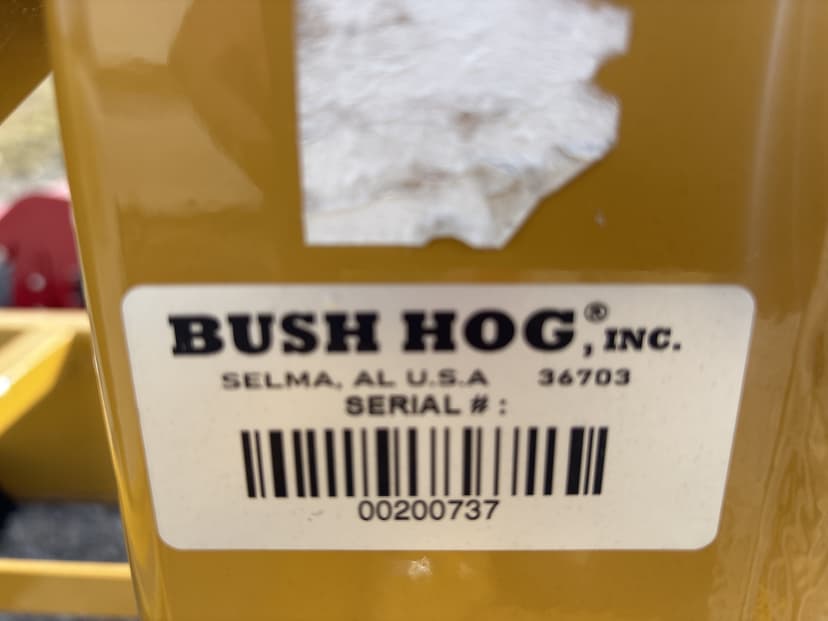 BUSH HOG®, INC.
SELMA, AL U.S.A 36703
SERIAL # :
00200737